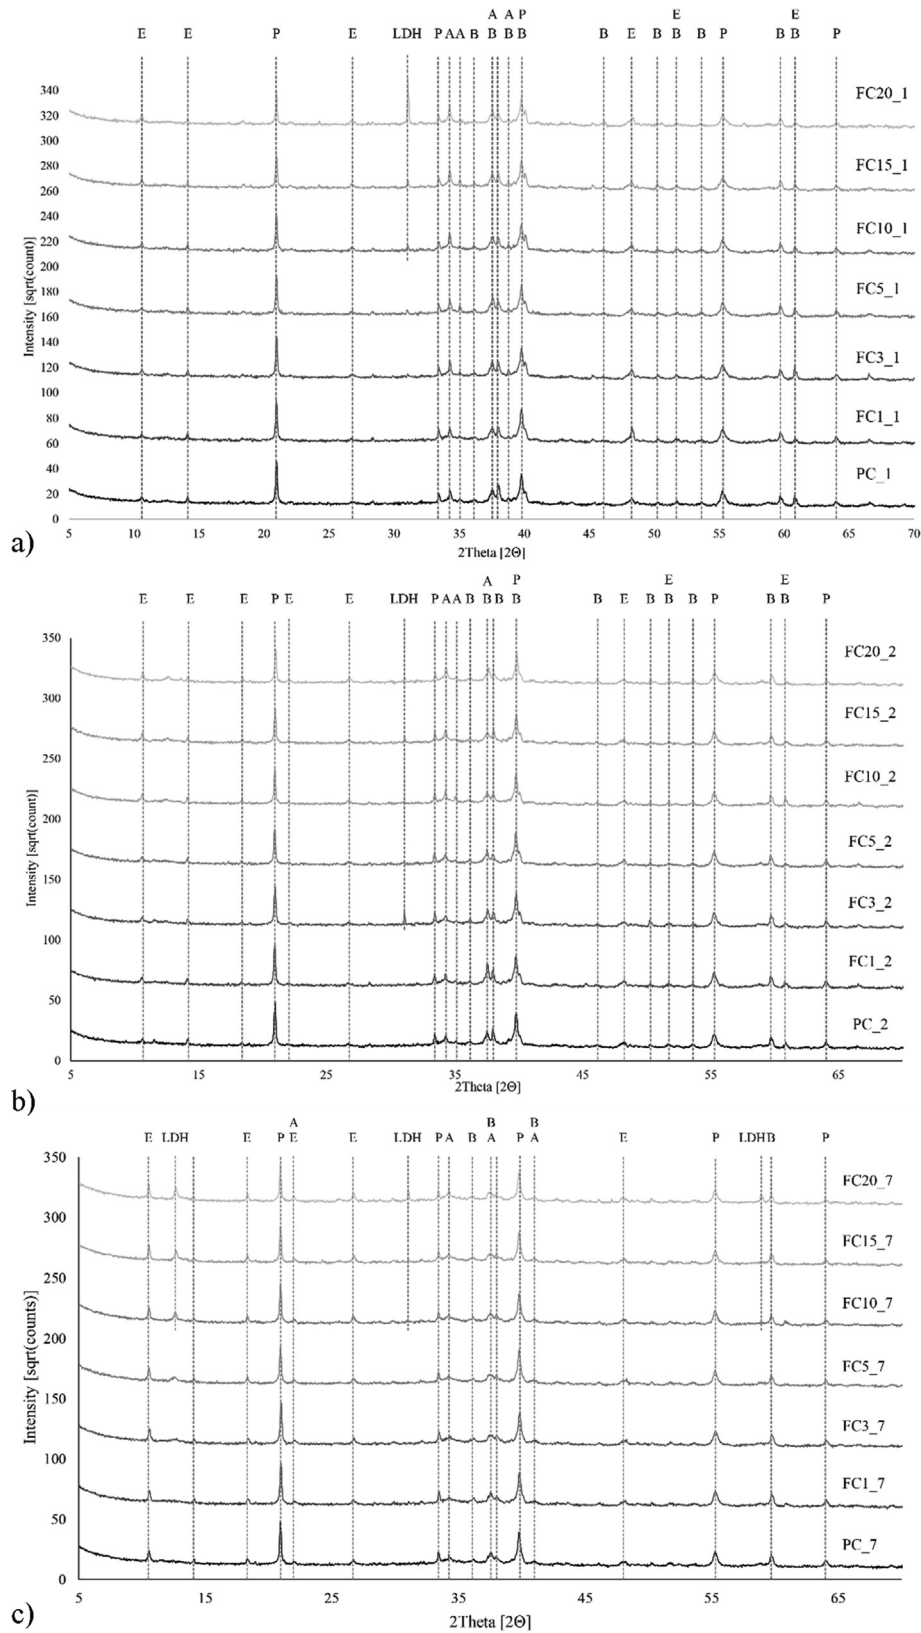 A A P E E
E E P E LDH P A A B B B B B E B B B P B B P
340
320
300
280
260
240
220
200
180
160
140
120
100
80
60
40
20
0
Intensity [sqrt(count)]
FC20_1
FC15_1
FC10_1
FC5_1
FC3_1
FC1_1
PC_1
5 10 15 20 25 30 35 40 45 50 55 60 65 70
2Theta [2Θ]
a)
A P E E
E E E P E E LDH P A A B B B B B E B B B P B B P
350
300
250
200
150
100
50
0
Intensity [sqrt(count)]
FC20_2
FC15_2
FC10_2
FC5_2
FC3_2
FC1_2
PC_2
5 15 25 35 45 55 65
2Theta [2Θ]
b)
A B B
E LDH E P E E LDH P A B A P A E P LDH B P
350
300
250
200
150
100
50
0
Intensity [sqrt(counts)]
FC20_7
FC15_7
FC10_7
FC5_7
FC3_7
FC1_7
PC_7
5 15 25 35 45 55 65
2Theta [2Θ]
c)